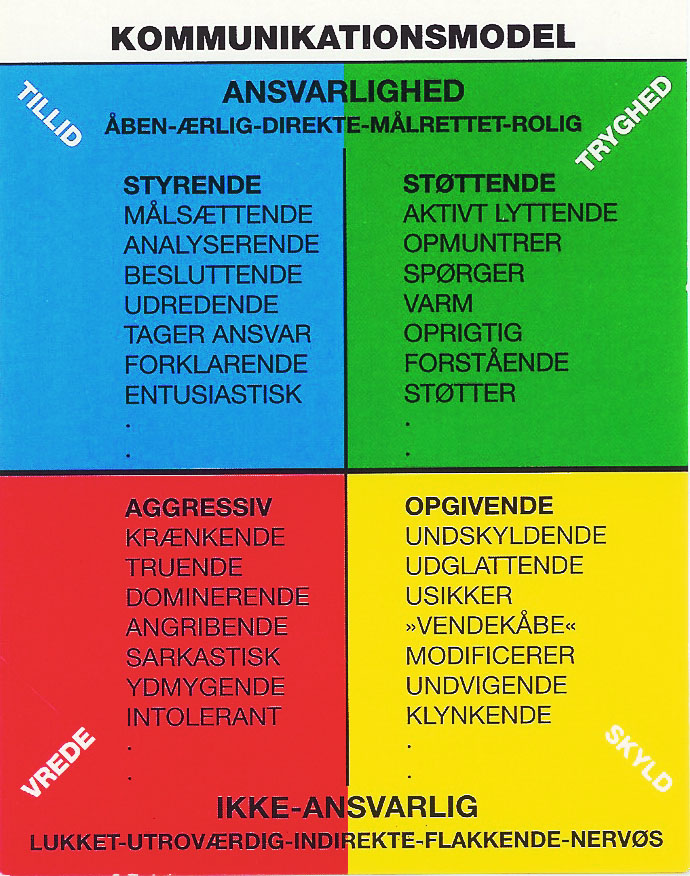 KOMMUNIKATIONSMODEL
ANSVARLIGHED
ÅBEN-ÆRLIG-DIREKTE-MÅLRETTET-ROLIG
TILLID
TRYGHED
STYRENDE
MÅLSÆTTENDE
ANALYSERENDE
BESLUTTENDE
UDREDENDE
TAGER ANSVAR
FORKLARENDE
ENTUSIASTISK
.
.
STØTTENDE
AKTIVT LYTTENDE
OPMUNTRER
SPØRGER
VARM
OPRIGTIG
FORSTÅENDE
STØTTER
.
.
AGGRESSIV
KRÆNKENDE
TRUENDE
DOMINERENDE
ANGRIBENDE
SARKASTISK
YDMYGENDE
INTOLERANT
.
.
OPGIVENDE
UNDSKYLDENDE
UDGLATTENDE
USIKKER
»VENDEKÅBE«
MODIFICERER
UNDVIGENDE
KLYNKENDE
.
.
VREDE
SKYLD
IKKE-ANSVARLIG
LUKKET-UTROVÆRDIG-INDIREKTE-FLAKKENDE-NERVØS